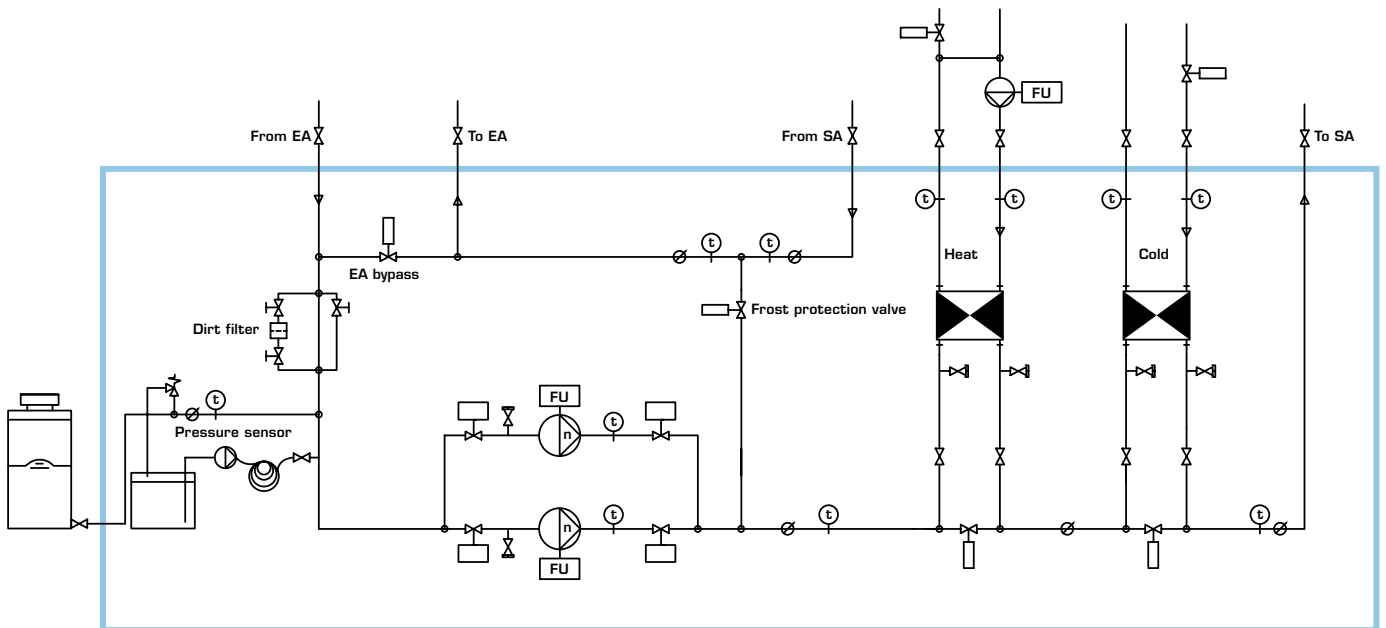 FU
From EA
To EA
From SA
To SA
t
t
t
t
t
t
Heat
Cold
EA bypass
Frost protection valve
Dirt filter
t
FU
t
Pressure sensor
n
t
n
t
t
FU